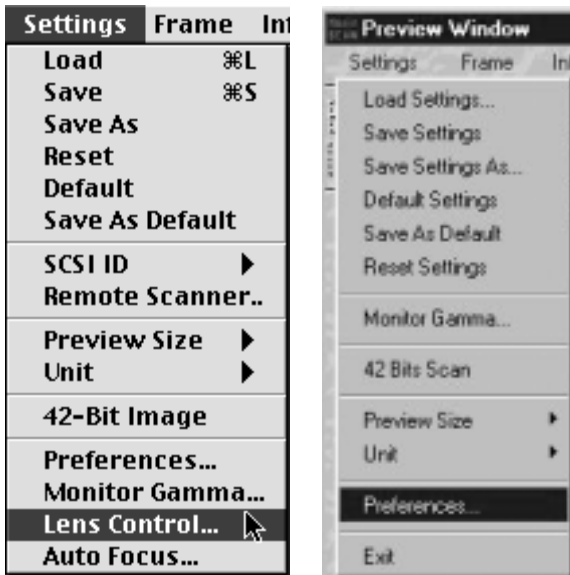 Settings Frame Int
Load ⌘L
Save ⌘S
Save As
Reset
Default
Save As Default
SCSI ID
Remote Scanner..
Preview Size
Unit
42-Bit Image
Preferences...
Monitor Gamma...
Lens Control...
Auto Focus...
Preview Window
Settings Frame In
Load Settings...
Save Settings
Save Settings As...
Default Settings
Save As Default
Reset Settings
Monitor Gamma...
42 Bits Scan
Preview Size
Unit
Preferences...
Exit